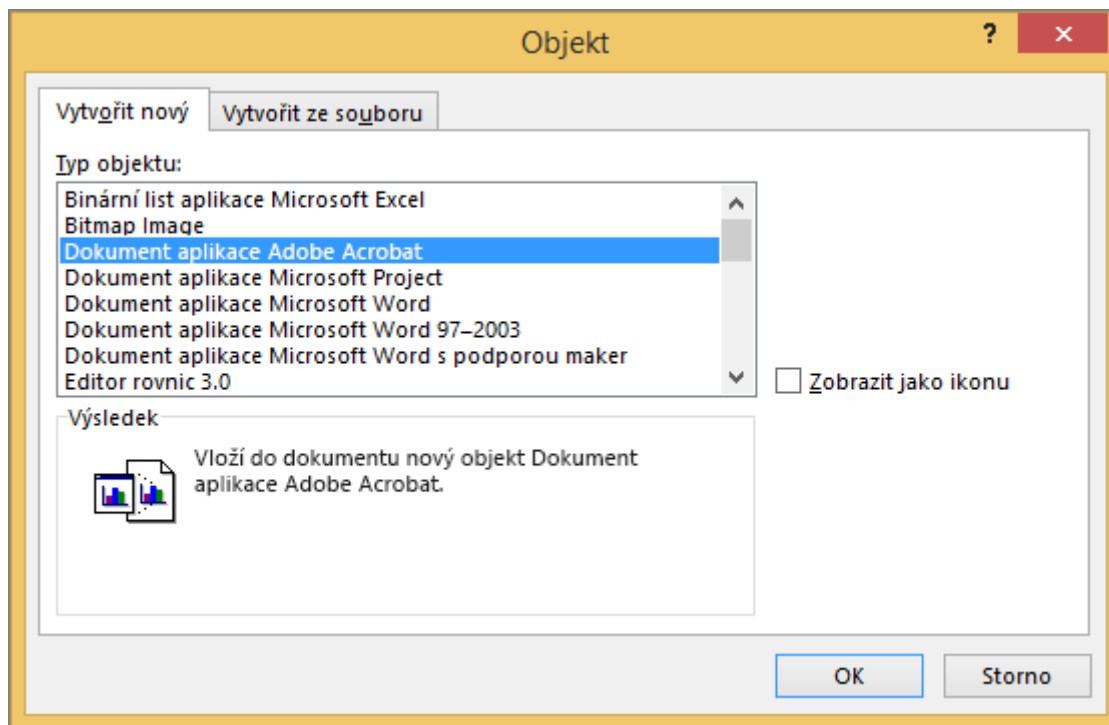 Objekt
?
Vytvořit nový
Vytvořit ze souboru
Typ objektu:
Binární list aplikace Microsoft Excel
Bitmap Image
Dokument aplikace Adobe Acrobat
Dokument aplikace Microsoft Project
Dokument aplikace Microsoft Word
Dokument aplikace Microsoft Word 97–2003
Dokument aplikace Microsoft Word s podporou maker
Editor rovnic 3.0
Zobrazit jako ikonu
Výsledek
Vloží do dokumentu nový objekt Dokument
aplikace Adobe Acrobat.
OK
Storno